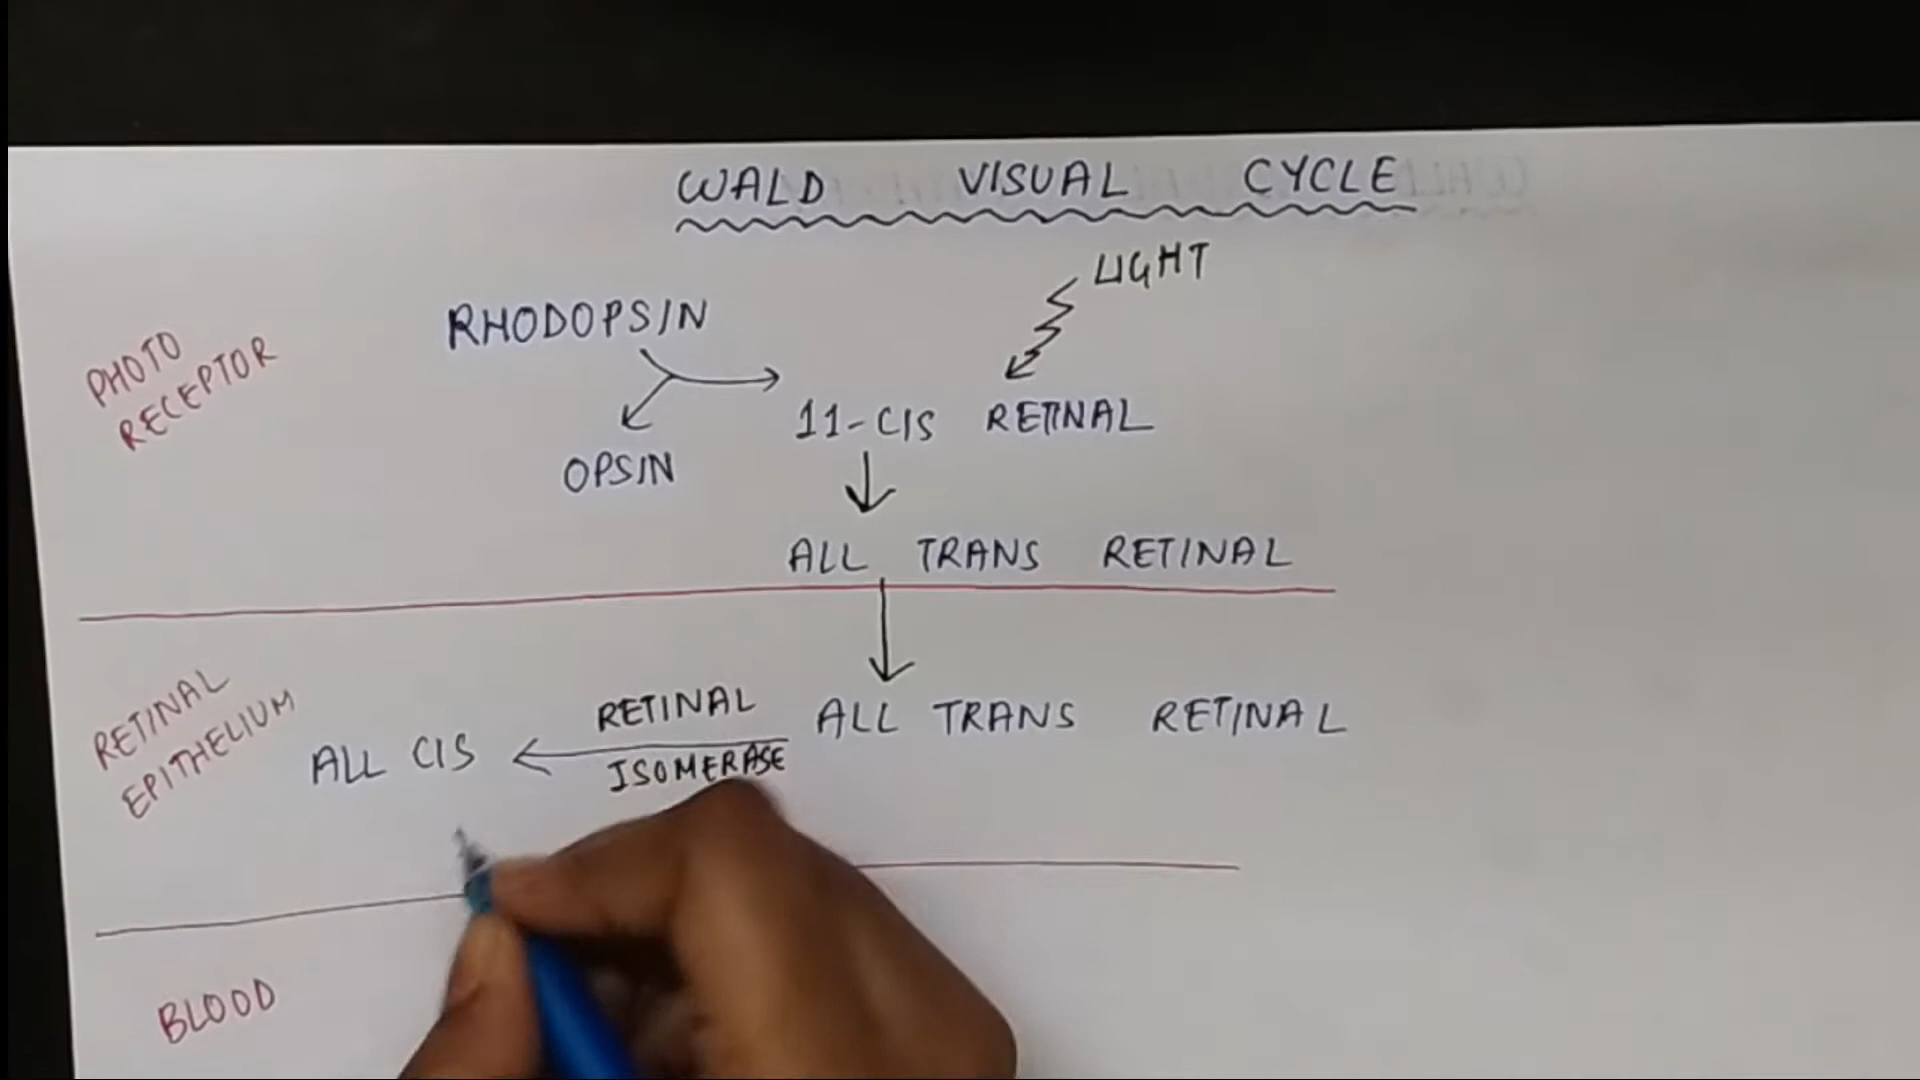 WALD VISUAL CYCLE
LIGHT
RHODOPSIN
PHOTO
RECEPTOR
11-CIS RETINAL
OPSIN
ALL TRANS RETINAL
RETINAL
EPITHELIUM
RETINAL
ISOMERASE
ALL TRANS RETINAL
ALL CIS
BLOOD